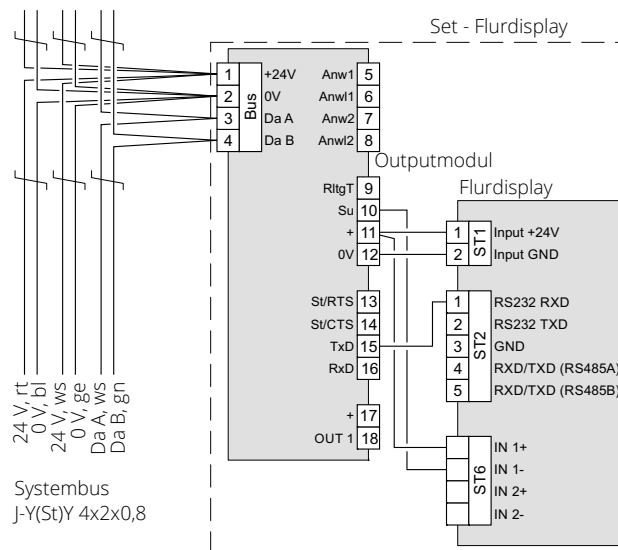 Set - Flurdisplay
1 +24V
2 0V
3 Da A
4 Da B
Bus
Anw1 5
Anwl1 6
Anw2 7
Anwl2 8
Outputmodul
Flurdisplay
RltgT 9
Su 10
+ 11
0V 12
St/RTS 13
St/CTS 14
TxD 15
RxD 16
+ 17
OUT 1 18
1 Input +24V
2 Input GND
ST1
1 RS232 RXD
2 RS232 TXD
3 GND
4 RXD/TXD (RS485A)
5 RXD/TXD (RS485B)
ST2
IN 1+
IN 1-
IN 2+
IN 2-
ST6
24 V, rt
0 V, bl
24 V, ws
0 V, ge
Da A, ws
Da B, gn
Systembus
J-Y(St)Y 4x2x0,8